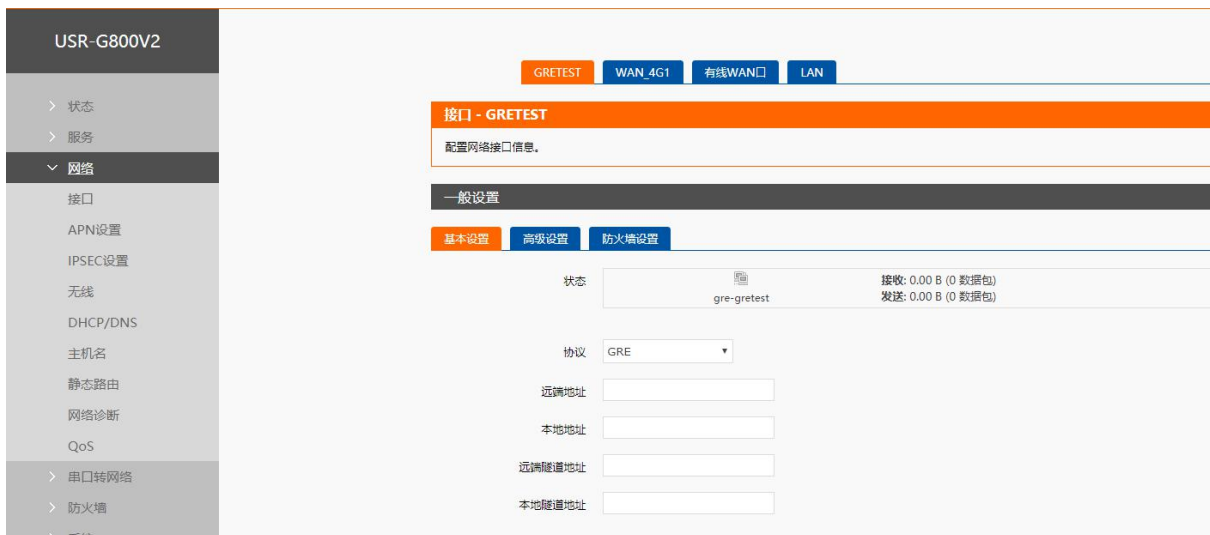 USR-G800V2
GRETEST WAN_4G1 有线WAN口 LAN
状态
服务
网络
接口
APN设置
IPSEC设置
无线
DHCP/DNS
主机名
静态路由
网络诊断
QoS
串口转网络
防火墙
接口 - GRETEST
配置网络接口信息。
一般设置
基本设置 高级设置 防火墙设置
状态
gre-gretest
接收: 0.00 B (0 数据包)
发送: 0.00 B (0 数据包)
协议 GRE
远端地址
本地地址
远端隧道地址
本地隧道地址